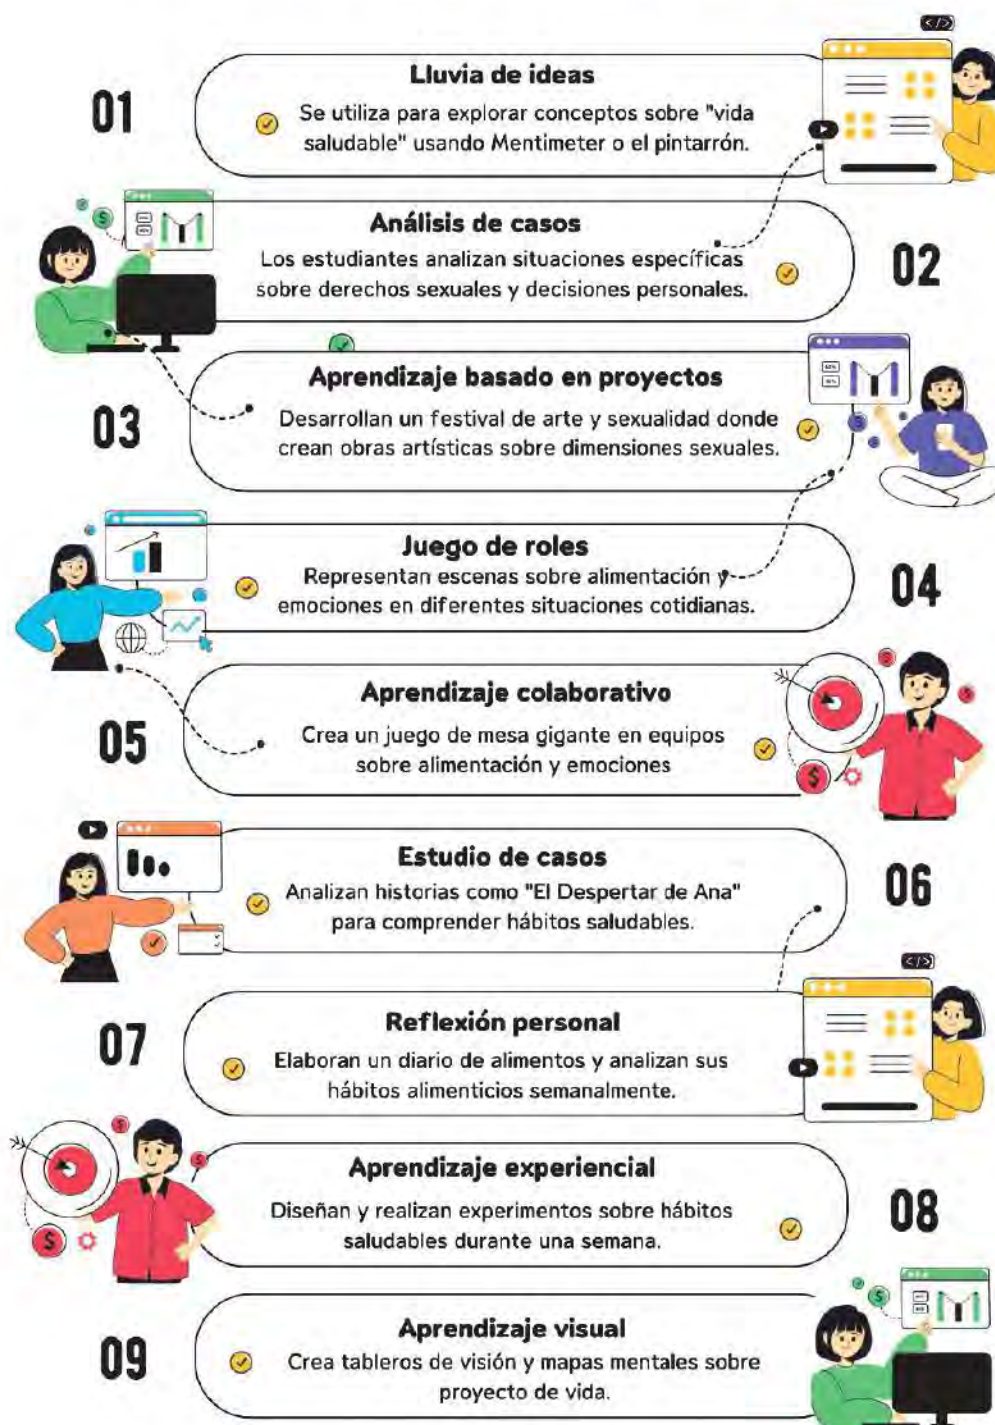 01
Lluvia de ideas
Se utiliza para explorar conceptos sobre "vida
saludable" usando Mentimeter o el pintarrón.
</>
Análisis de casos
Los estudiantes analizan situaciones específicas
sobre derechos sexuales y decisiones personales.
02
$
03
Aprendizaje basado en proyectos
Desarrollan un festival de arte y sexualidad donde
crean obras artísticas sobre dimensiones sexuales.
Juego de roles
Representan escenas sobre alimentación y
emociones en diferentes situaciones cotidianas.
04
05
Aprendizaje colaborativo
Crea un juego de mesa gigante en equipos
sobre alimentación y emociones
$
$
$
Estudio de casos
Analizan historias como "El Despertar de Ana"
para comprender hábitos saludables.
06
</>
07
Reflexión personal
Elaboran un diario de alimentos y analizan sus
hábitos alimenticios semanalmente.
$
$
$
Aprendizaje experiencial
Diseñan y realizan experimentos sobre hábitos
saludables durante una semana.
08
09
Aprendizaje visual
Crea tableros de visión y mapas mentales sobre
proyecto de vida.
$